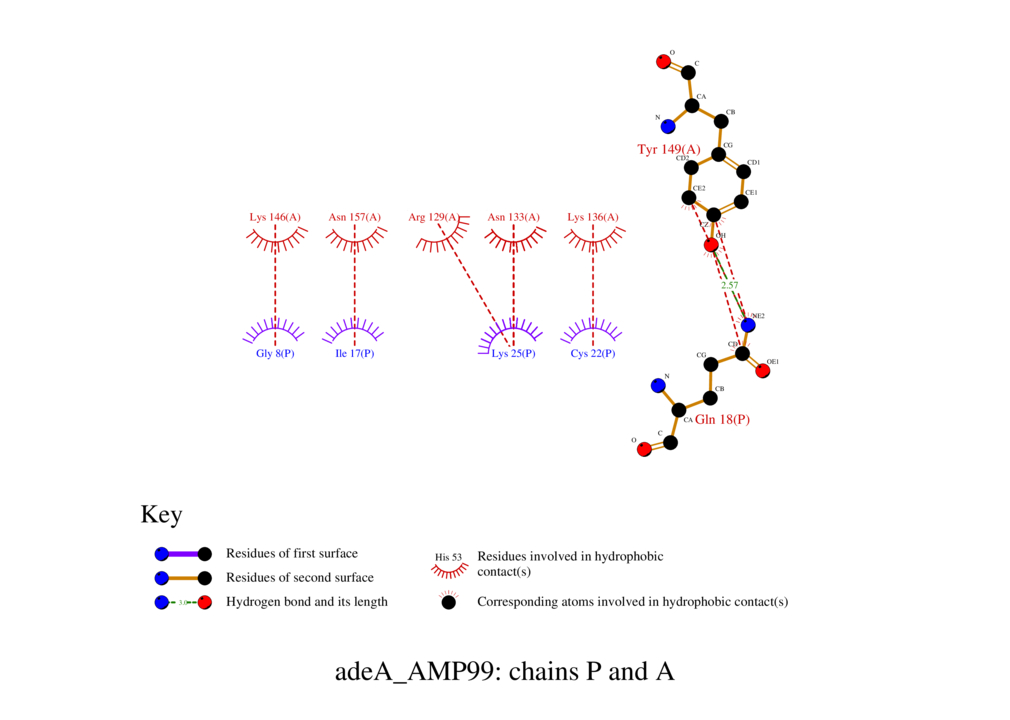 O
C
CA
CB
N
Tyr 149(A)
CG
CD2
CD1
CE2
CE1
Lys 146(A) Asn 157(A) Arg 129(A) Asn 133(A) Lys 136(A)
CZ
OH
2.57
NE2
CD
Gly 8(P) Ile 17(P) Lys 25(P) Cys 22(P)
CG
OE1
N
CB
CA
Gln 18(P)
C
O
Key
Residues of first surface
Residues of second surface
3.0
Hydrogen bond and its length
His 53
Residues involved in hydrophobic
contact(s)
Corresponding atoms involved in hydrophobic contact(s)
adeA_AMP99: chains P and A